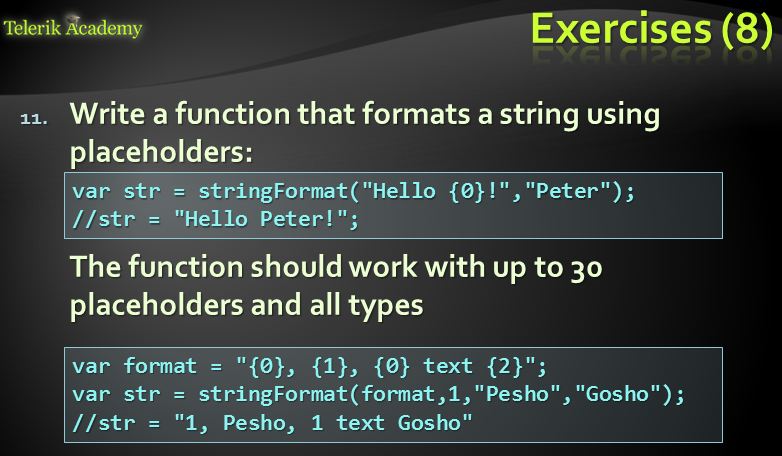 Telerik Academy
Exercises (8)
11. Write a function that formats a string using
placeholders:
var str = stringFormat("Hello {0}!","Peter");
//str = "Hello Peter!";
The function should work with up to 30
placeholders and all types
var format = "{0}, {1}, {0} text {2}";
var str = stringFormat(format,1,"Pesho","Gosho");
//str = "1, Pesho, 1 text Gosho"